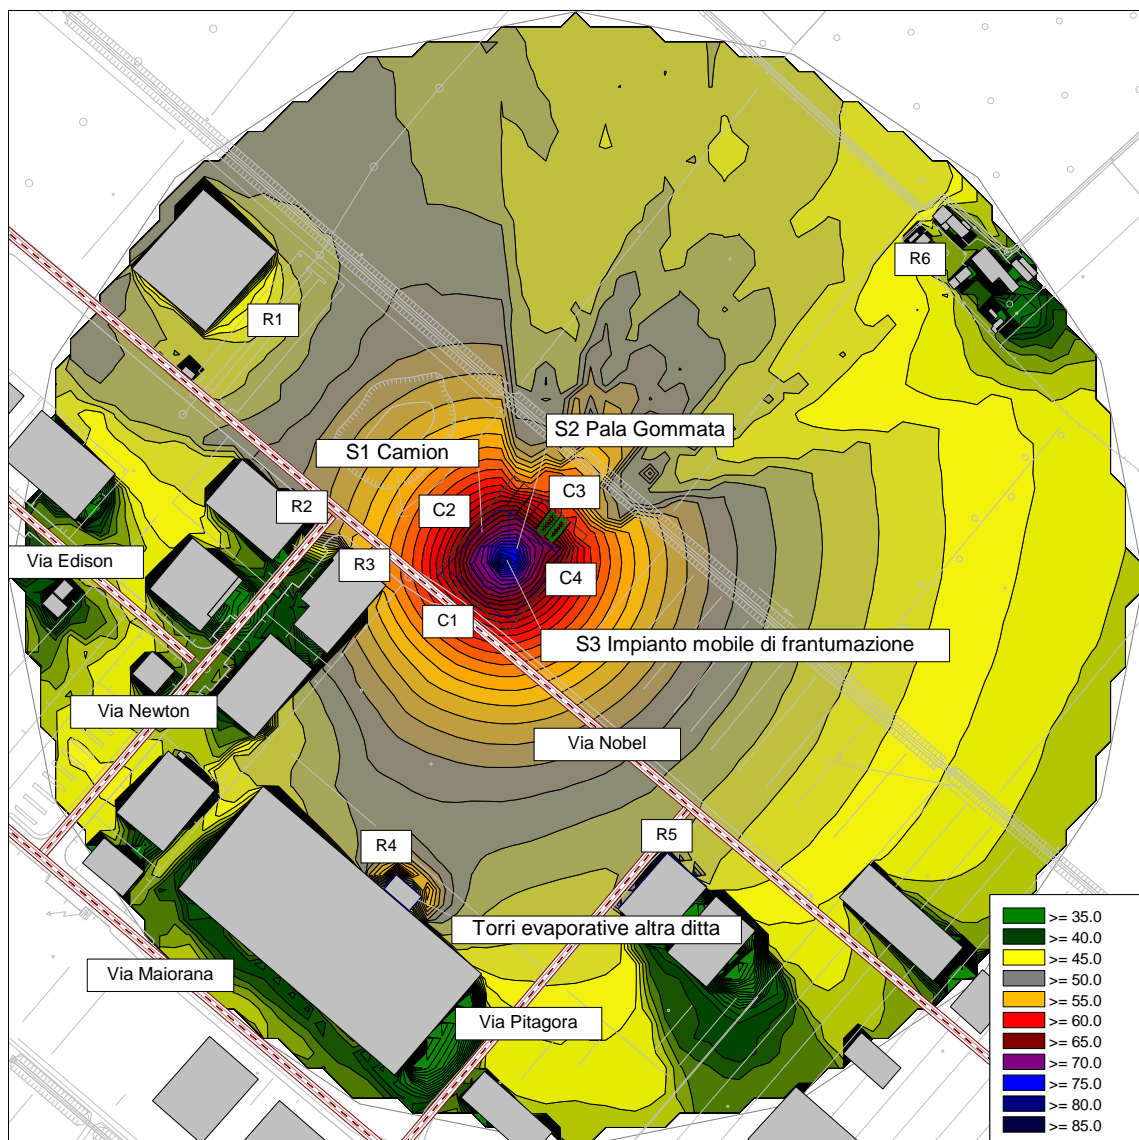 R6
R1
S2 Pala Gommata
S1 Camion
C3
R2
C2
Via Edison
R3
C4
C1
S3 Impianto mobile di frantumazione
Via Newton
Via Nobel
R5
R4
Torri evaporative altra ditta
Via Maiorana
Via Pitagora
>= 35.0
>= 40.0
>= 45.0
>= 50.0
>= 55.0
>= 60.0
>= 65.0
>= 70.0
>= 75.0
>= 80.0
>= 85.0